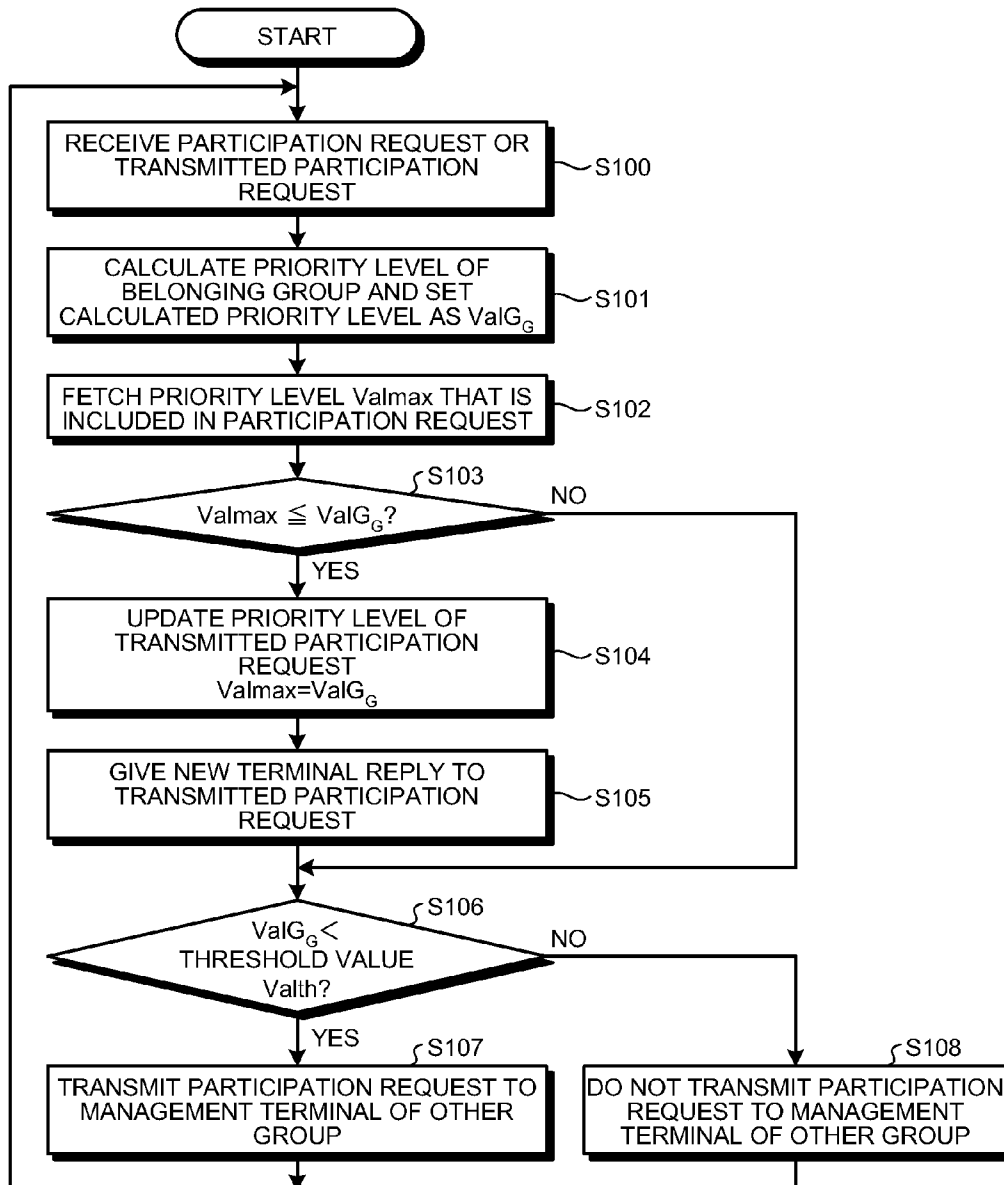 START
RECEIVE PARTICIPATION REQUEST OR
TRANSMITTED PARTICIPATION
REQUEST
S100
CALCULATE PRIORITY LEVEL OF
BELONGING GROUP AND SET
CALCULATED PRIORITY LEVEL AS ValGG
S101
FETCH PRIORITY LEVEL Valmax THAT IS
INCLUDED IN PARTICIPATION REQUEST
S102
S103
Valmax ≦ ValGG?
NO
YES
UPDATE PRIORITY LEVEL OF
TRANSMITTED PARTICIPATION
REQUEST
Valmax=ValGG
S104
GIVE NEW TERMINAL REPLY TO
TRANSMITTED PARTICIPATION
REQUEST
S105
S106
ValGG<
THRESHOLD VALUE
Valth?
NO
YES
S107
TRANSMIT PARTICIPATION REQUEST TO
MANAGEMENT TERMINAL OF OTHER
GROUP
S108
DO NOT TRANSMIT PARTICIPATION
REQUEST TO MANAGEMENT
TERMINAL OF OTHER GROUP